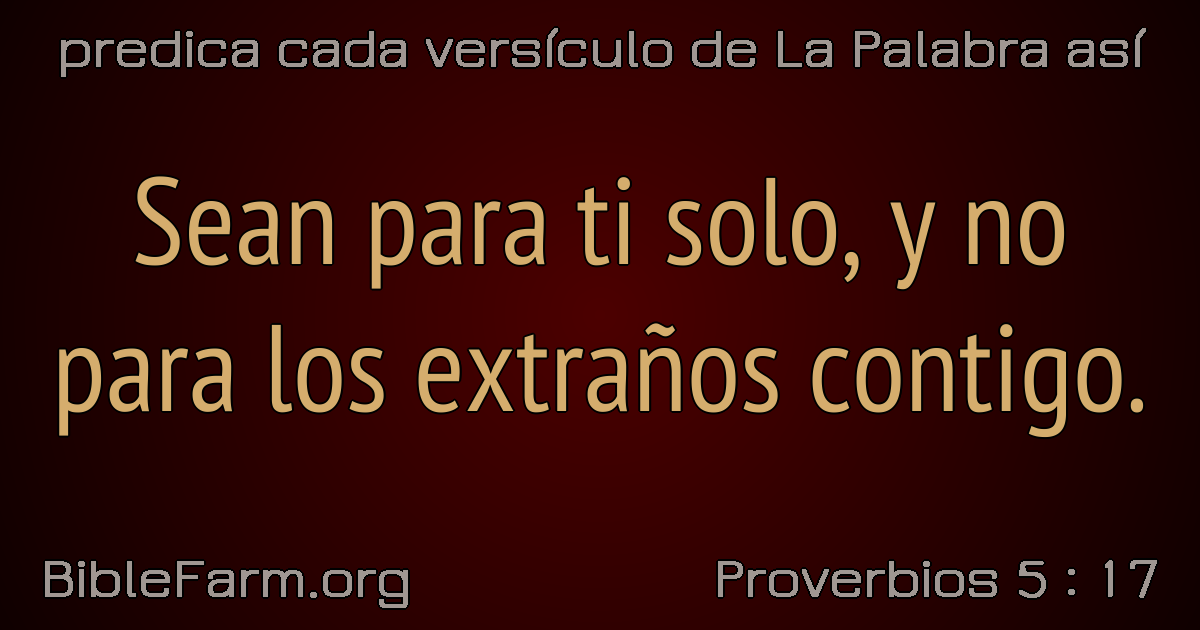 predica cada versículo de La Palabra así
Sean para ti solo, y no
para los extraños contigo.
BibleFarm.org
Proverbios 5 : 17